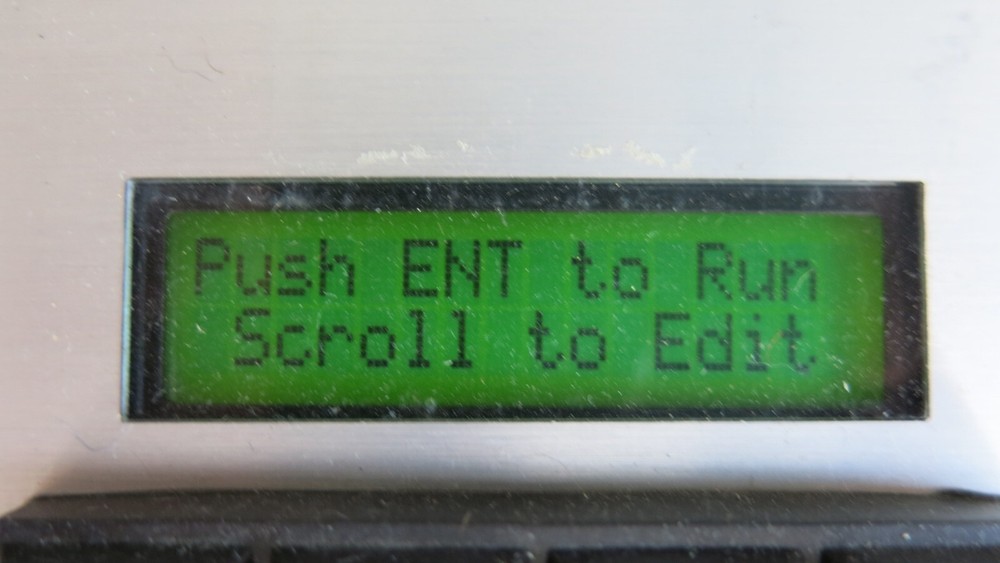 Push ENT to Run
Scroll to Edit